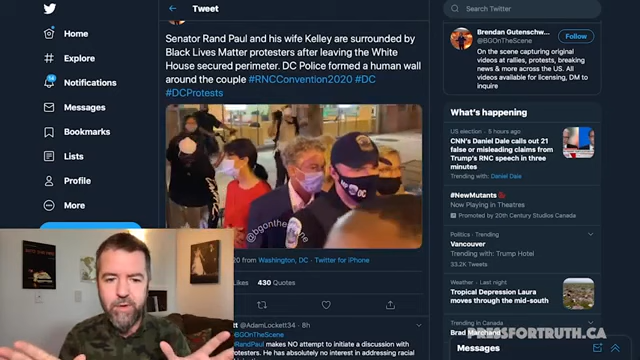 Tweet
Search Twitter
Home
Explore
14
Notifications
Messages
Bookmarks
Lists
Profile
More
Senator Rand Paul and his wife Kelley are surrounded by
Black Lives Matter protesters after leaving the White
House secured perimeter. DC Police formed a human wall
around the couple #RNCConvention2020 #DC
#DCProtests
@bgonthescene
20 from Washington, DC · Twitter for iPhone
Likes 430 Quotes
@AdamLockett34 · 8h
@BGOnTheScene
@RandPaul makes NO attempt to initiate a discussion with
protesters. He has absolutely no interest in addressing racial
Brendan Gutenschw...
@BGOnTheScene
Follow
On the scene capturing original
videos at rallies, protests, breaking
news & more across the US. All
videos available for licensing, DM to
inquire
What's happening
US election · 5 hours ago
CNN's Daniel Dale calls out 21
false or misleading claims from
Trump's RNC speech in three
minutes
Trending with: Daniel Dale
#NewMutants
Now Playing in Theatres
Promoted by 20th Century Studios Canada
Politics · Trending
Vancouver
Trending with: Trump Hotel
33.2K Tweets
Weather · Last night
Tropical Depression Laura
moves through the mid-south
Trending in Canada
Brad Marchand
PRESSFORTRUTH.CA
Messages